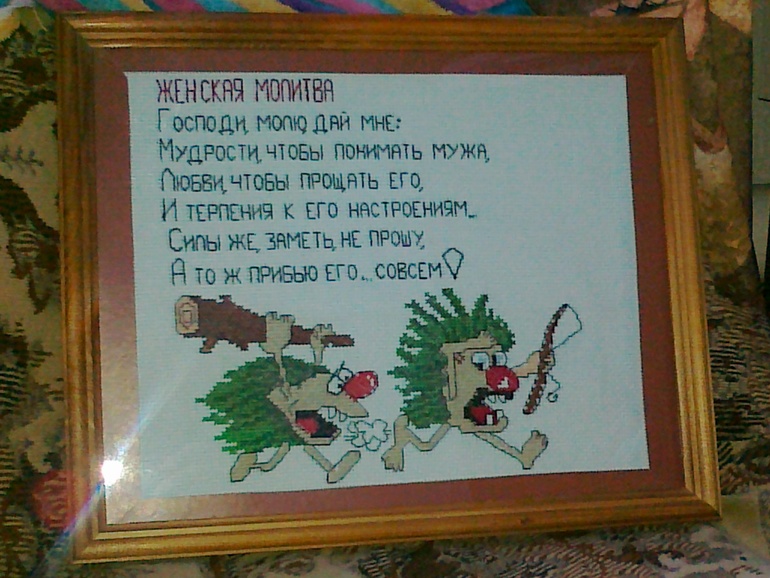 ЖЕНСКАЯ МОЛИТВА
ГОСПОДИ, МОЛЮ, ДАЙ МНЕ:
МУДРОСТИ, ЧТОБЫ ПОНИМАТЬ МУЖА,
ЛЮБВИ, ЧТОБЫ ПРОЩАТЬ ЕГО,
И ТЕРПЕНИЯ К ЕГО НАСТРОЕНИЯМ...
СИЛЫ ЖЕ, ЗАМЕТЬ, НЕ ПРОШУ,
А ТО Ж ПРИБЬЮ ЕГО... СОВСЕМ!